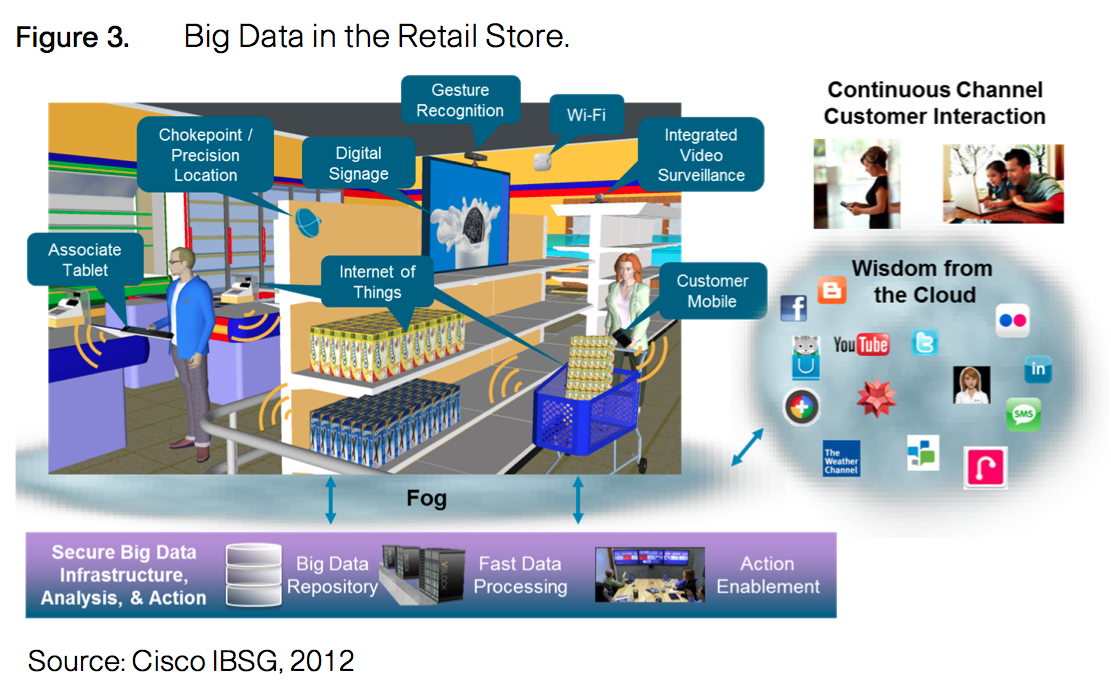 Figure 3. Big Data in the Retail Store.
Gesture
Recognition
Wi-Fi
Chokepoint /
Precision
Location
Digital
Signage
Integrated
Video
Surveillance
Associate
Tablet
Internet of
Things
Customer
Mobile
Continuous Channel
Customer Interaction
Wisdom from
the Cloud
You Tube
in
SMS
The
Weather
Channel
Fog
Secure Big Data
Infrastructure,
Analysis, & Action
Big Data
Repository
Fast Data
Processing
Action
Enablement
Source: Cisco IBSG, 2012